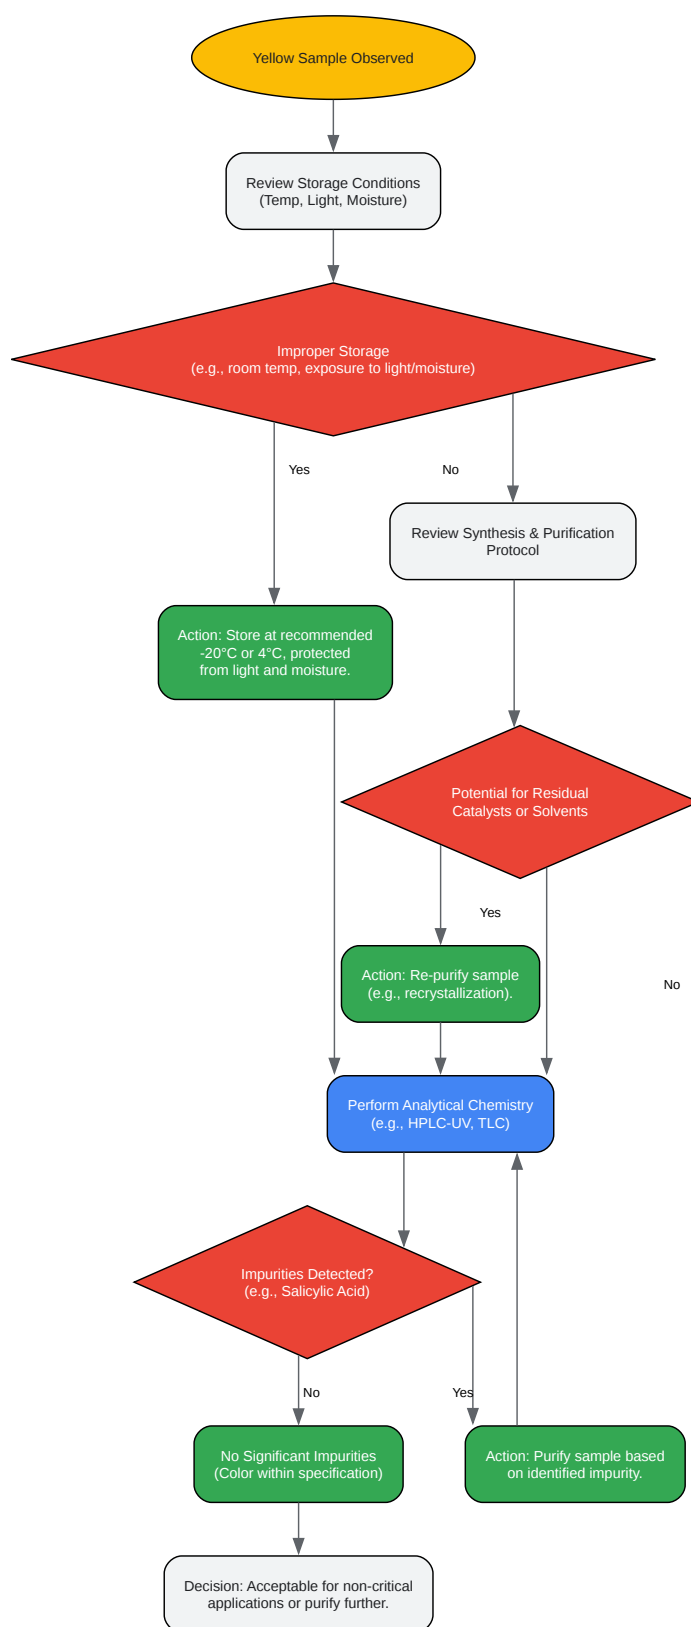 Yellow Sample Observed
Review Storage Conditions
(Temp, Light, Moisture)
Improper Storage
(e.g., room temp, exposure to light/moisture)
Yes
No
Review Synthesis & Purification
Protocol
Action: Store at recommended
-20°C or 4°C, protected
from light and moisture.
Potential for Residual
Catalysts or Solvents
Yes
Action: Re-purify sample
(e.g., recrystallization).
No
Perform Analytical Chemistry
(e.g., HPLC-UV, TLC)
Impurities Detected?
(e.g., Salicylic Acid)
No
Yes
No Significant Impurities
(Color within specification)
Action: Purify sample based
on identified impurity.
Decision: Acceptable for non-critical
applications or purify further.